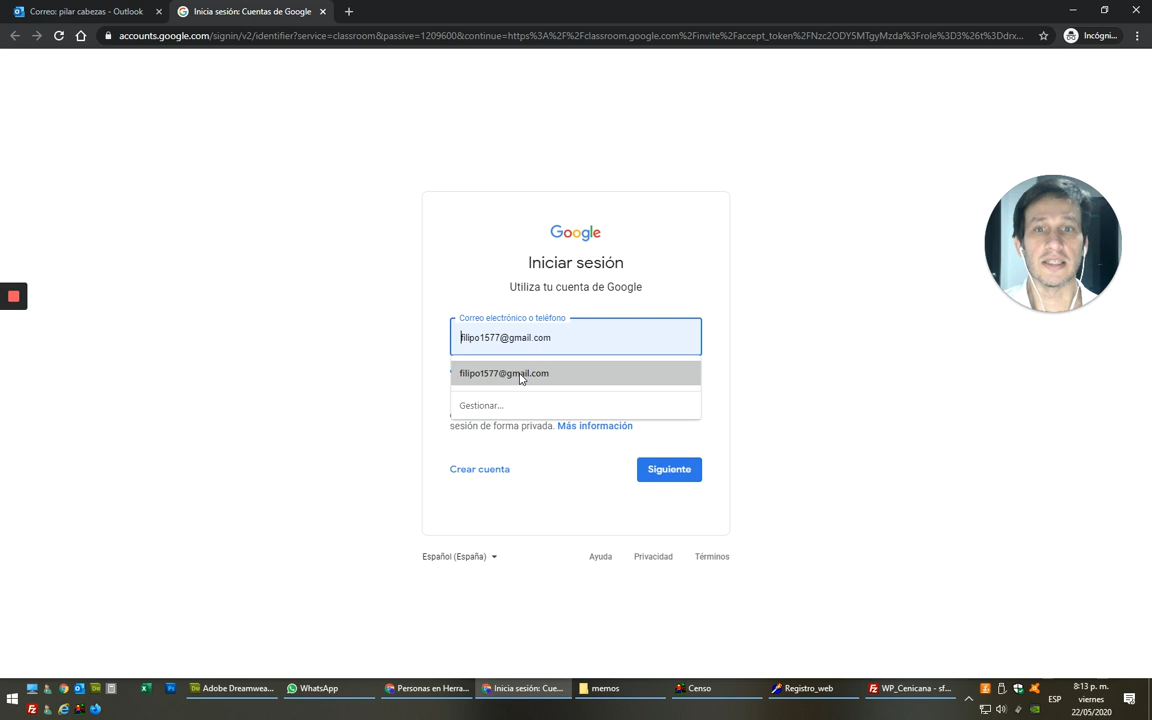 Correo: pilar cabezas - Outlook
Inicia sesión: Cuentas de Google
accounts.google.com/signin/v2/identifier?service=classroom&passive=1209600&continue=https%3A%2F%2Fclassroom.google.com%2Finvite%2Faccept_token%2FNzc2ODY5MTgyMzda%3Frole%3D3%26t%3Ddrx...
Incógni...
Google
Iniciar sesión
Utiliza tu cuenta de Google
Correo electrónico o teléfono
filipo1577@gmail.com
filipo1577@gmail.com
Gestionar...
sesión de forma privada. Más información
Crear cuenta
Siguiente
Español (España)
Ayuda
Privacidad
Términos
Adobe Dreamwea...
WhatsApp
Personas en Herra...
Inicia sesión: Cue...
memos
Censo
Registro_web
WP_Cenicana - sf...
ESP
8:13 p. m.
viernes
22/05/2020